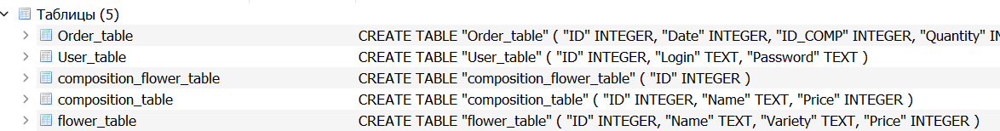 Таблицы (5)
Order_table CREATE TABLE "Order_table" ( "ID" INTEGER, "Date" INTEGER, "ID_COMP" INTEGER, "Quantity" IN
User_table CREATE TABLE "User_table" ( "ID" INTEGER, "Login" TEXT, "Password" TEXT )
composition_flower_table CREATE TABLE "composition_flower_table" ( "ID" INTEGER )
composition_table CREATE TABLE "composition_table" ( "ID" INTEGER, "Name" TEXT, "Price" INTEGER )
flower_table CREATE TABLE "flower_table" ( "ID" INTEGER, "Name" TEXT, "Variety" TEXT, "Price" INTEGER )